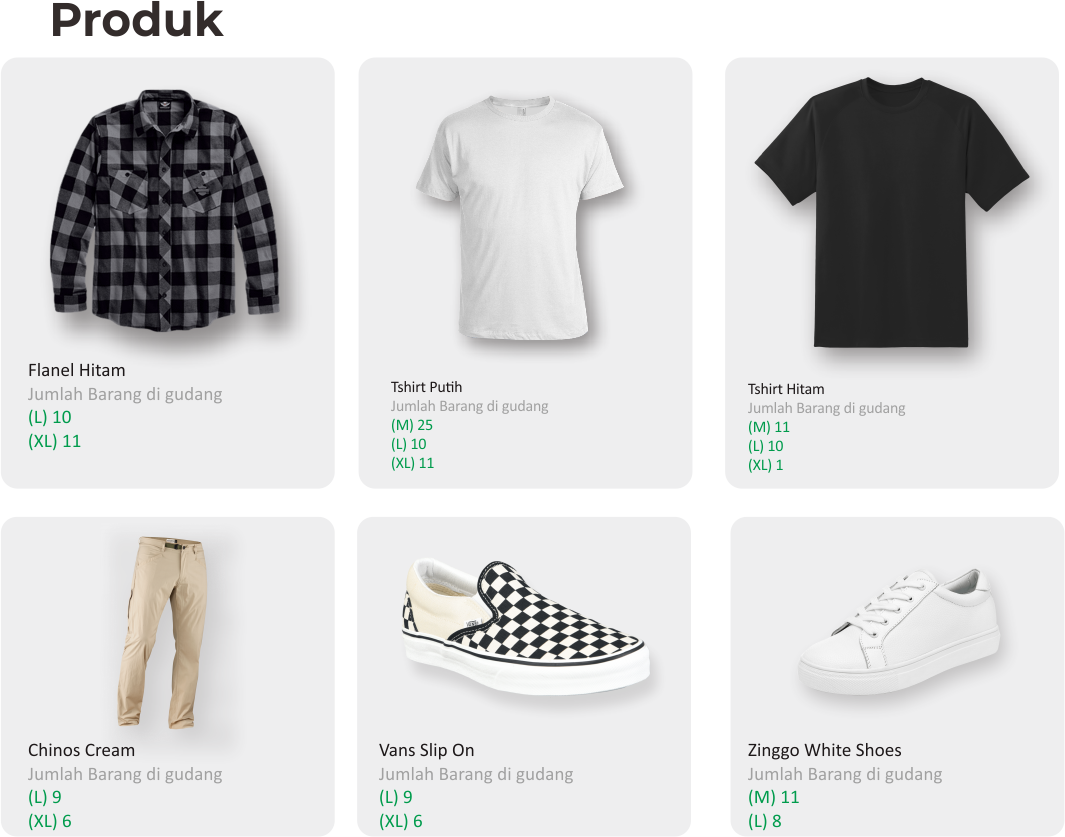 Produk
Flanel Hitam
Jumlah Barang di gudang
(L) 10
(XL) 11
Tshirt Putih
Jumlah Barang di gudang
(M) 25
(L) 10
(XL) 11
Tshirt Hitam
Jumlah Barang di gudang
(M) 11
(L) 10
(XL) 1
Chinos Cream
Jumlah Barang di gudang
(L) 9
(XL) 6
Vans Slip On
Jumlah Barang di gudang
(L) 9
(XL) 6
Zinggo White Shoes
Jumlah Barang di gudang
(M) 11
(L) 8